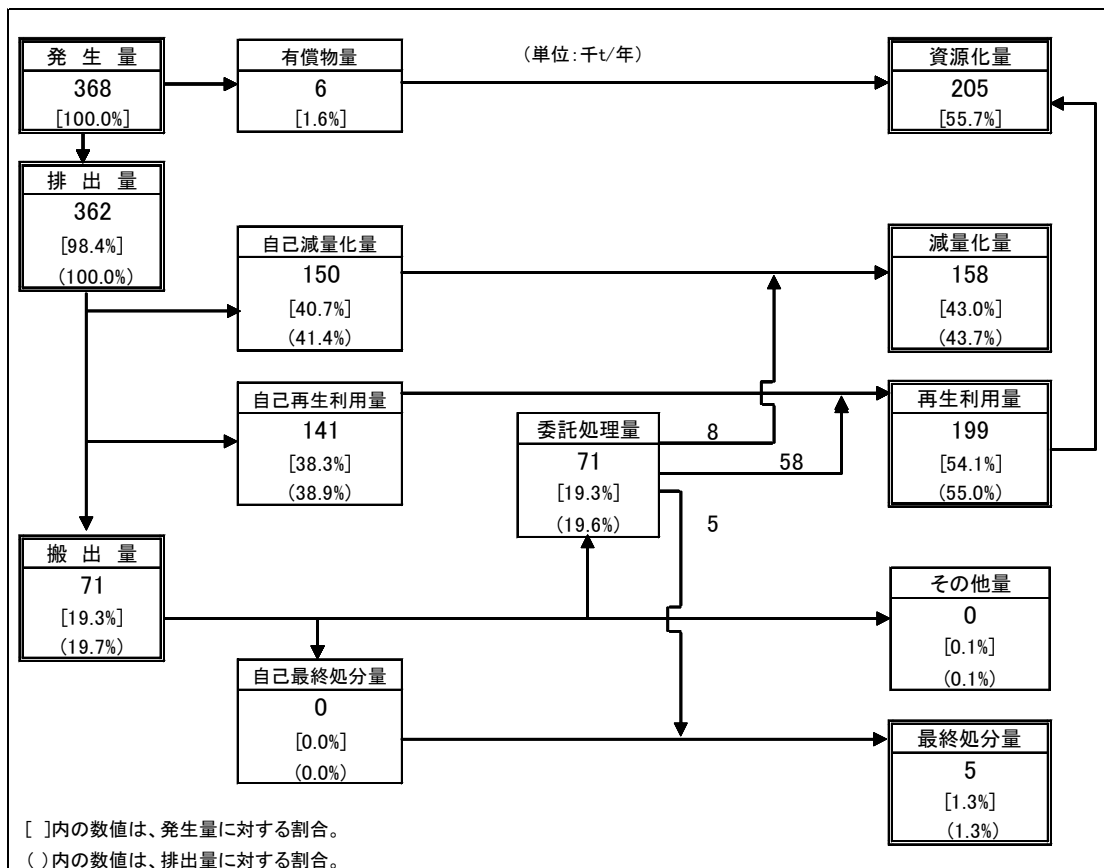 発 生 量
368
[100.0%]
有償物量
6
[1.6%]
(単位:千t/年)
資源化量
205
[55.7%]
排 出 量
362
[98.4%]
(100.0%)
自己減量化量
150
[40.7%]
(41.4%)
減量化量
158
[43.0%]
(43.7%)
自己再生利用量
141
[38.3%]
(38.9%)
委託処理量
71
[19.3%]
(19.6%)
8
58
5
再生利用量
199
[54.1%]
(55.0%)
搬 出 量
71
[19.3%]
(19.7%)
その他量
0
[0.1%]
(0.1%)
自己最終処分量
0
[0.0%]
(0.0%)
最終処分量
5
[1.3%]
(1.3%)
[ ]内の数値は、発生量に対する割合。
( )内の数値は、排出量に対する割合。